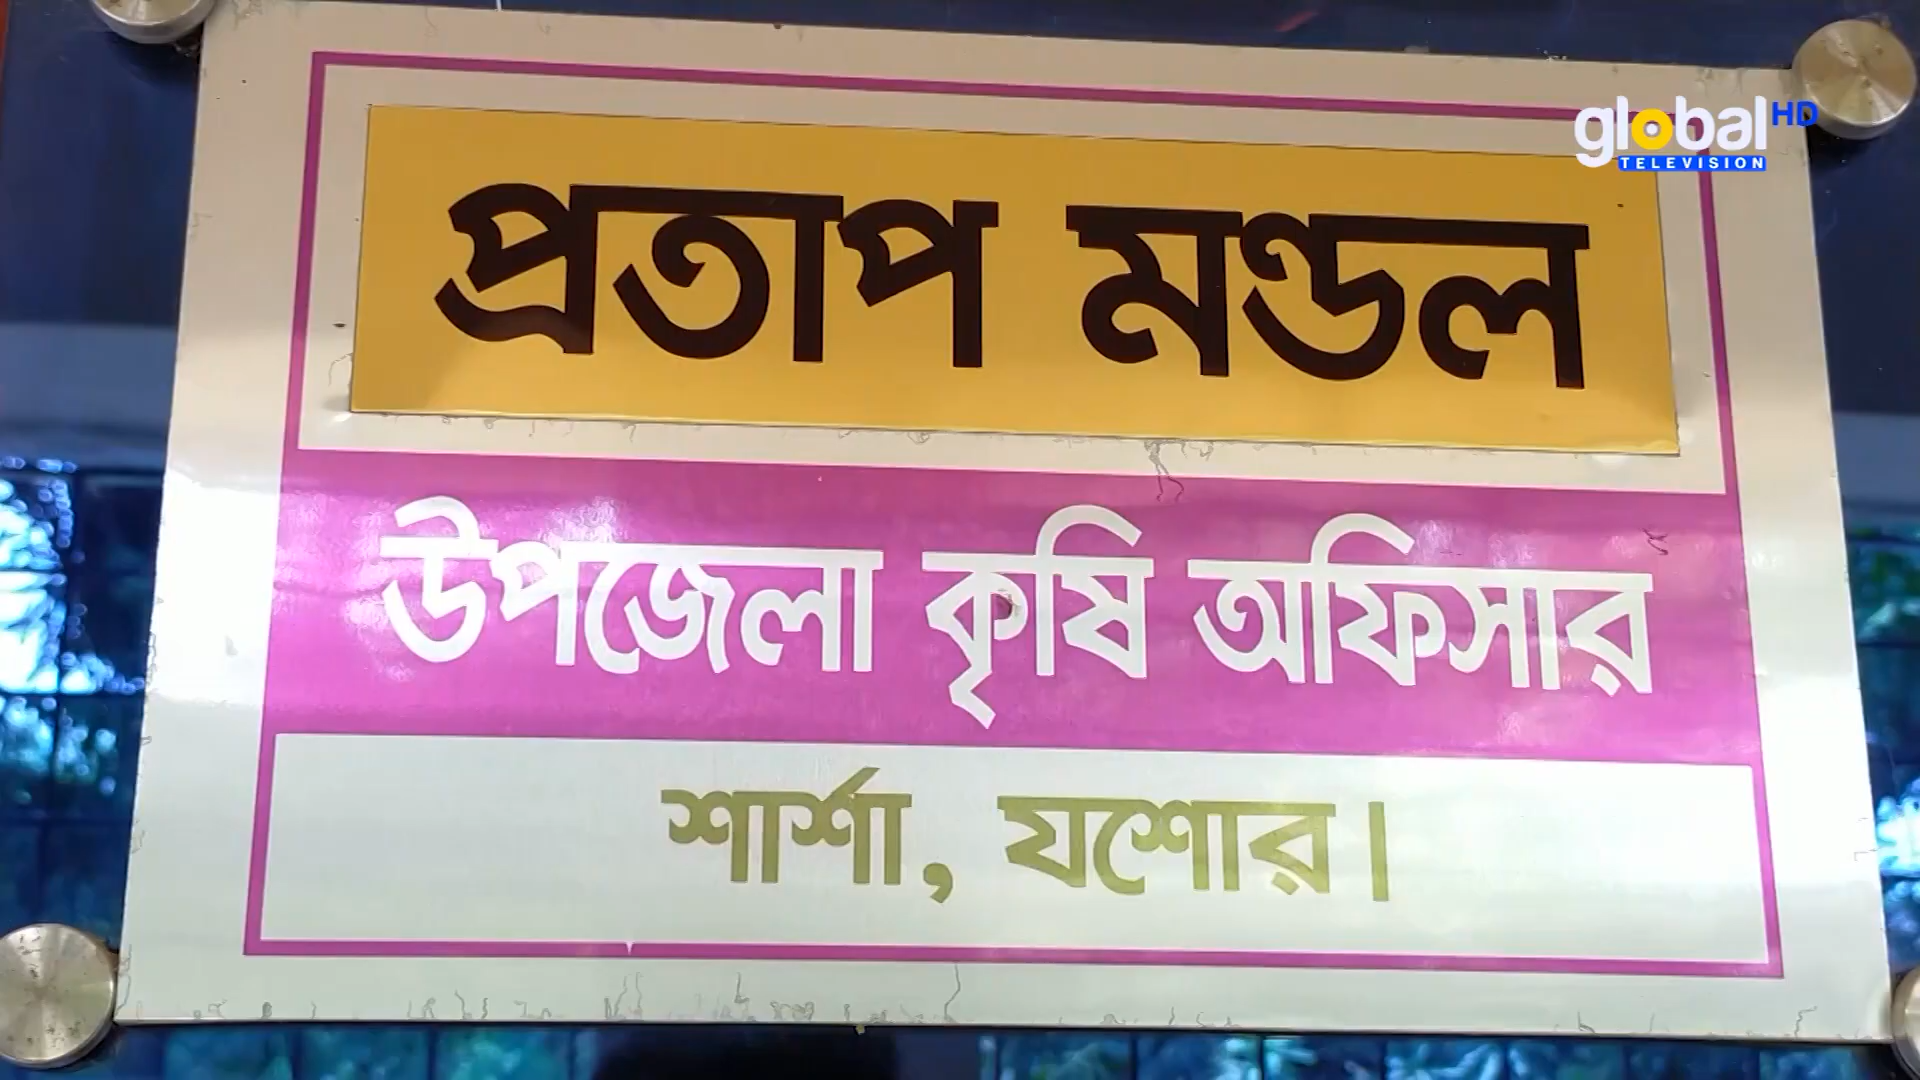 global HD
TELEVISION
প্রতাপ মণ্ডল
উপজেলা কৃষি অফিসার
শার্শা, যশোর।